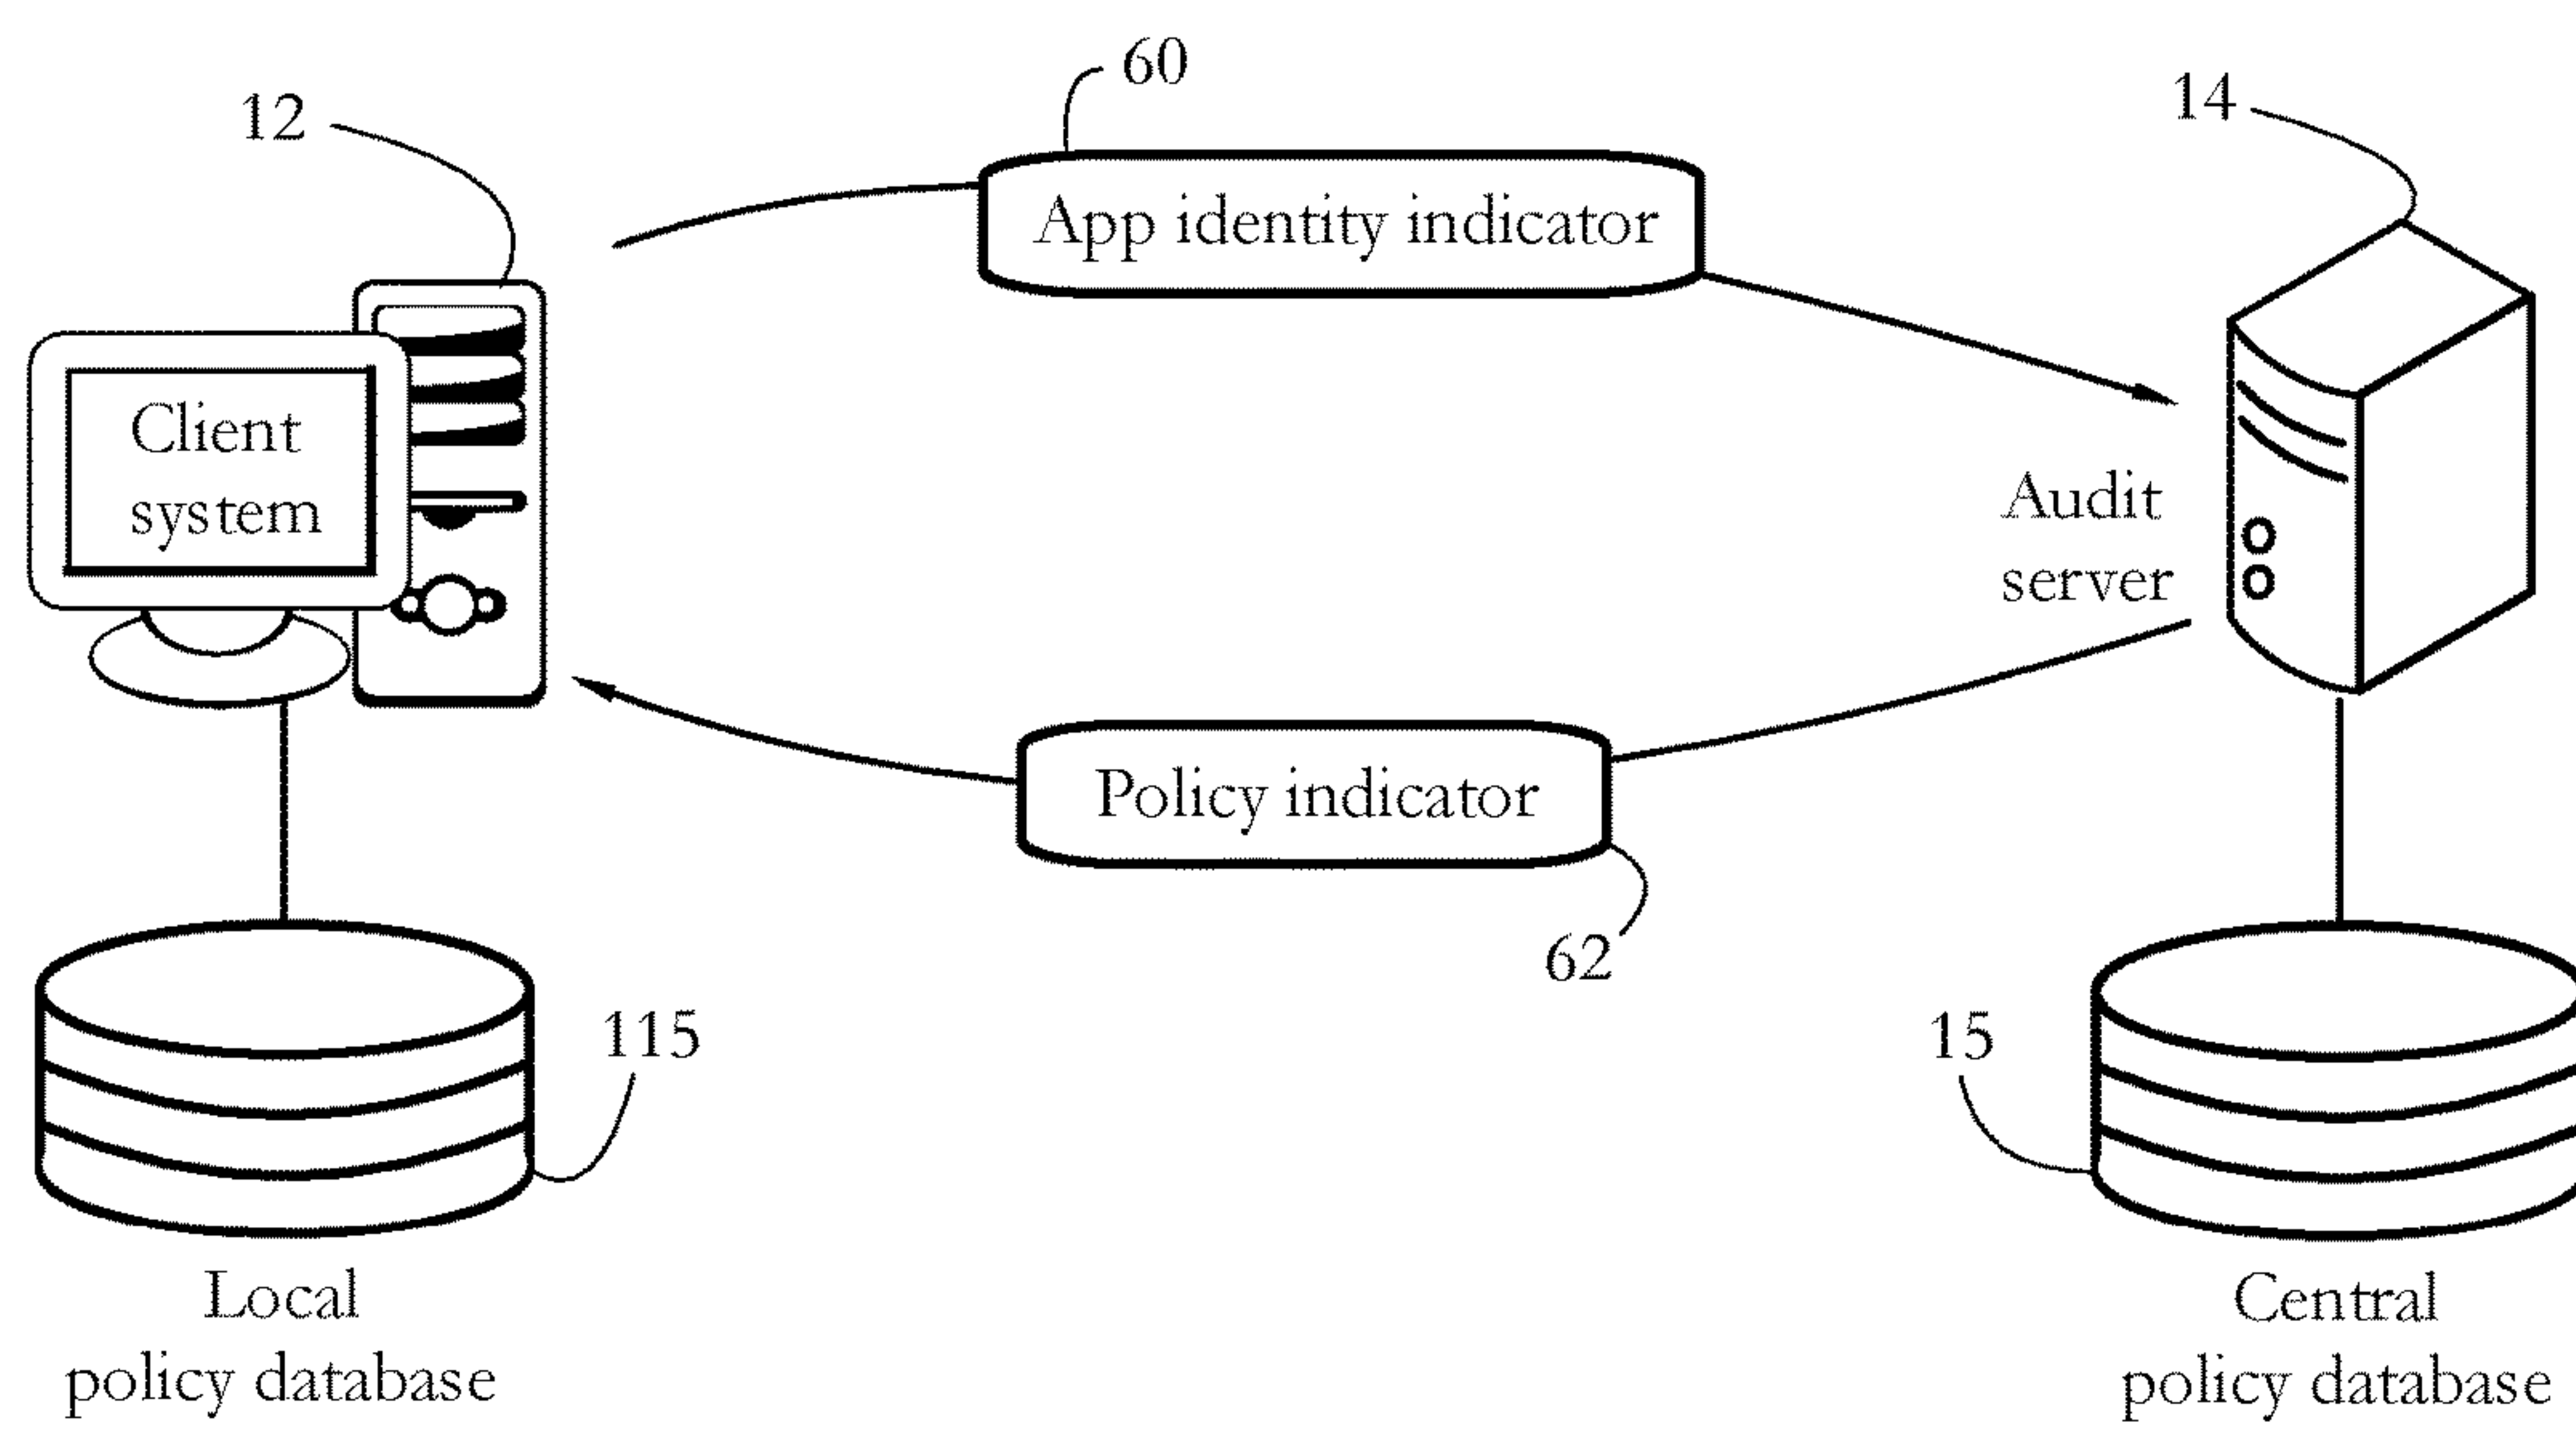 60
12
14
App identity indicator
Client
system
Audit
server
Policy indicator
62
115
15
Local
policy database
Central
policy database